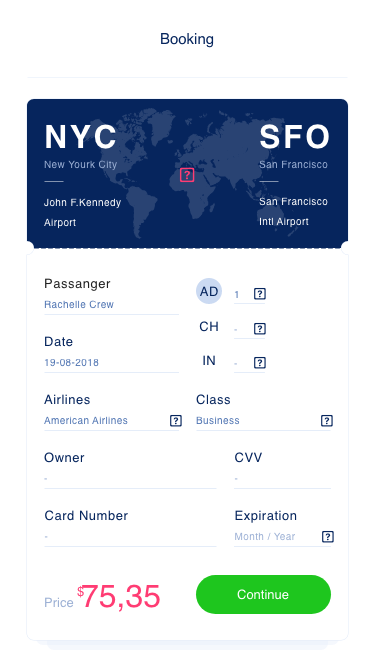 Booking
NYC
SFO
New Yourk City
San Francisco
John F.Kennedy
Airport
San Francisco
Intl Airport
Passanger
Rachelle Crew
AD
1
CH
-
IN
-
Date
19-08-2018
Airlines
American Airlines
Class
Business
Owner
-
CVV
-
Card Number
-
Expiration
Month / Year
Price $75,35
Continue